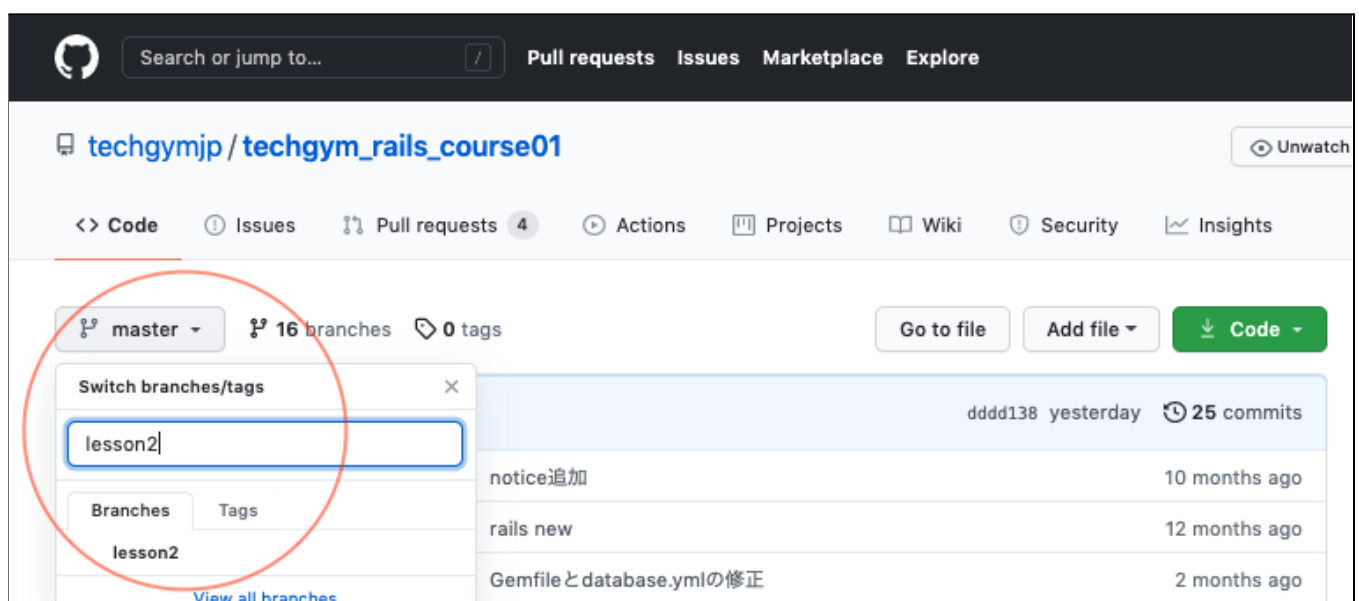 Search or jump to... / Pull requests Issues Marketplace Explore
techgymjp / techgym_rails_course01 Unwatch
<> Code Issues Pull requests 4 Actions Projects Wiki Security Insights
master 16 branches 0 tags Go to file Add file Code
Switch branches/tags
dddd138 yesterday 25 commits
lesson2
notice追加 10 months ago
Branches Tags
rails new 12 months ago
lesson2
Gemfileとdatabase.ymlの修正 2 months ago
View all branches